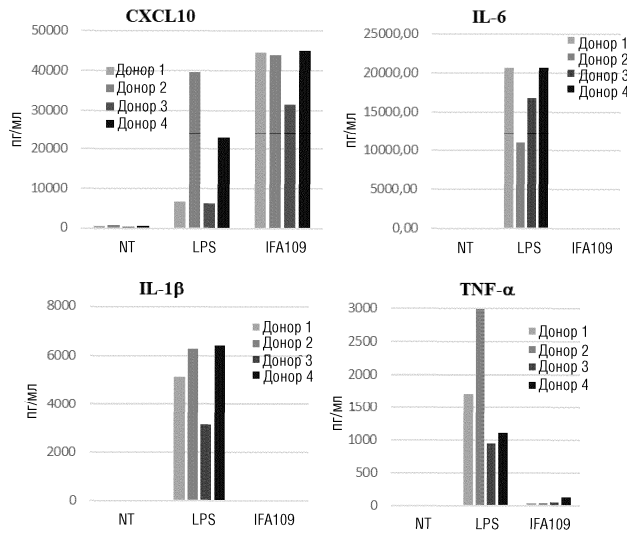 CXCL10
50000
40000
30000
20000
10000
0
пг/мл
Донор 1
Донор 2
Донор 3
Донор 4
NT LPS IFA109
IL-6
25000,00
20000,00
15000,00
10000,00
5000,00
0,00
пг/мл
Донор 1
Донор 2
Донор 3
Донор 4
NT LPS IFA109
IL-1β
8000
6000
4000
2000
0
пг/мл
Донор 1
Донор 2
Донор 3
Донор 4
NT LPS IFA109
TNF-α
3000
2500
2000
1500
1000
500
0
пг/мл
Донор 1
Донор 2
Донор 3
Донор 4
NT LPS IFA109